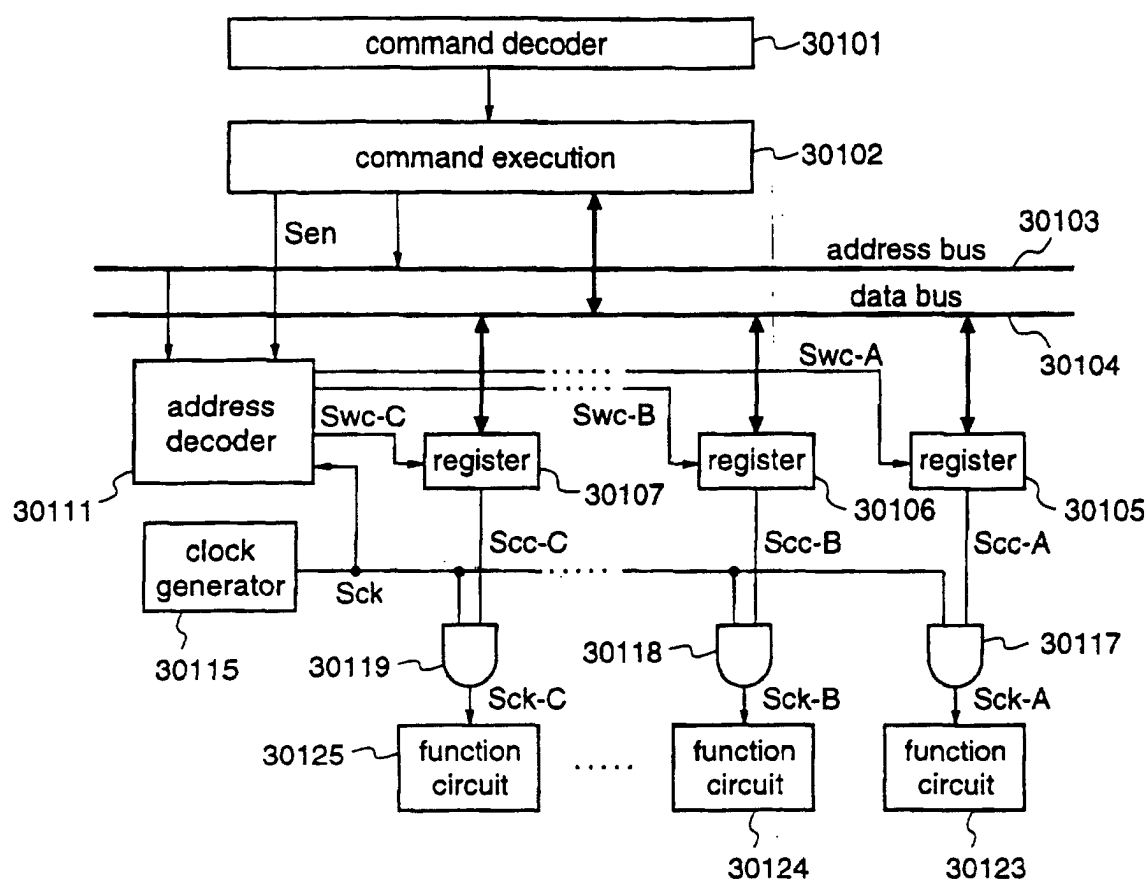 command decoder
30101
command execution
30102
Sen
address bus
30103
data bus
30104
address
decoder
30111
Swc-A
Swc-B
Swc-C
register
30107
register
30106
register
30105
clock
generator
30115
Sck
Scc-C
Scc-B
Scc-A
30119
30118
30117
Sck-C
Sck-B
Sck-A
30125
function
circuit
function
circuit
30124
function
circuit
30123